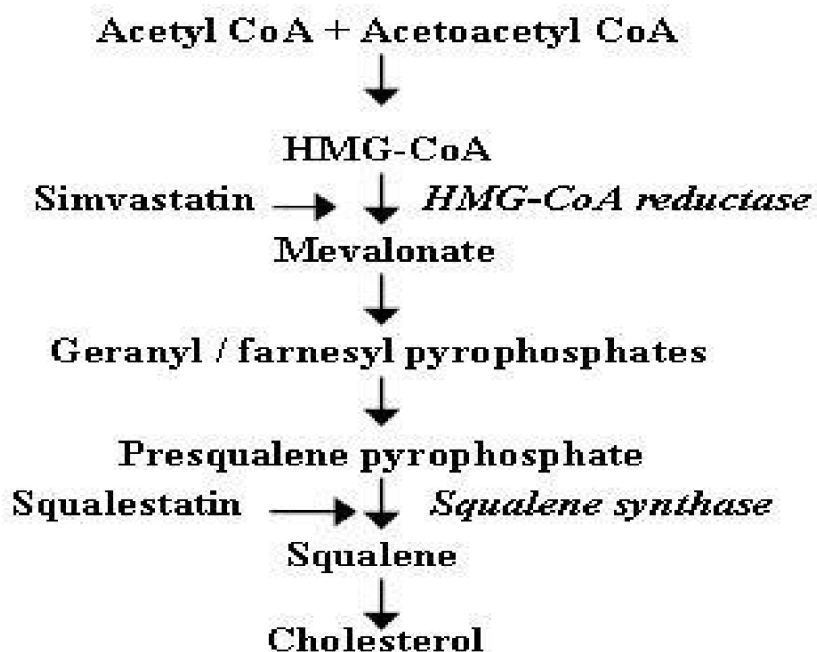 Acetyl CoA + Acetoacetyl CoA
HMG-CoA
Simvastatin HMG-CoA reductase
Mevalonate
Geranyl / farnesyl pyrophosphates
Presqualene pyrophosphate
Squalestatin Squalene synthase
Squalene
Cholesterol